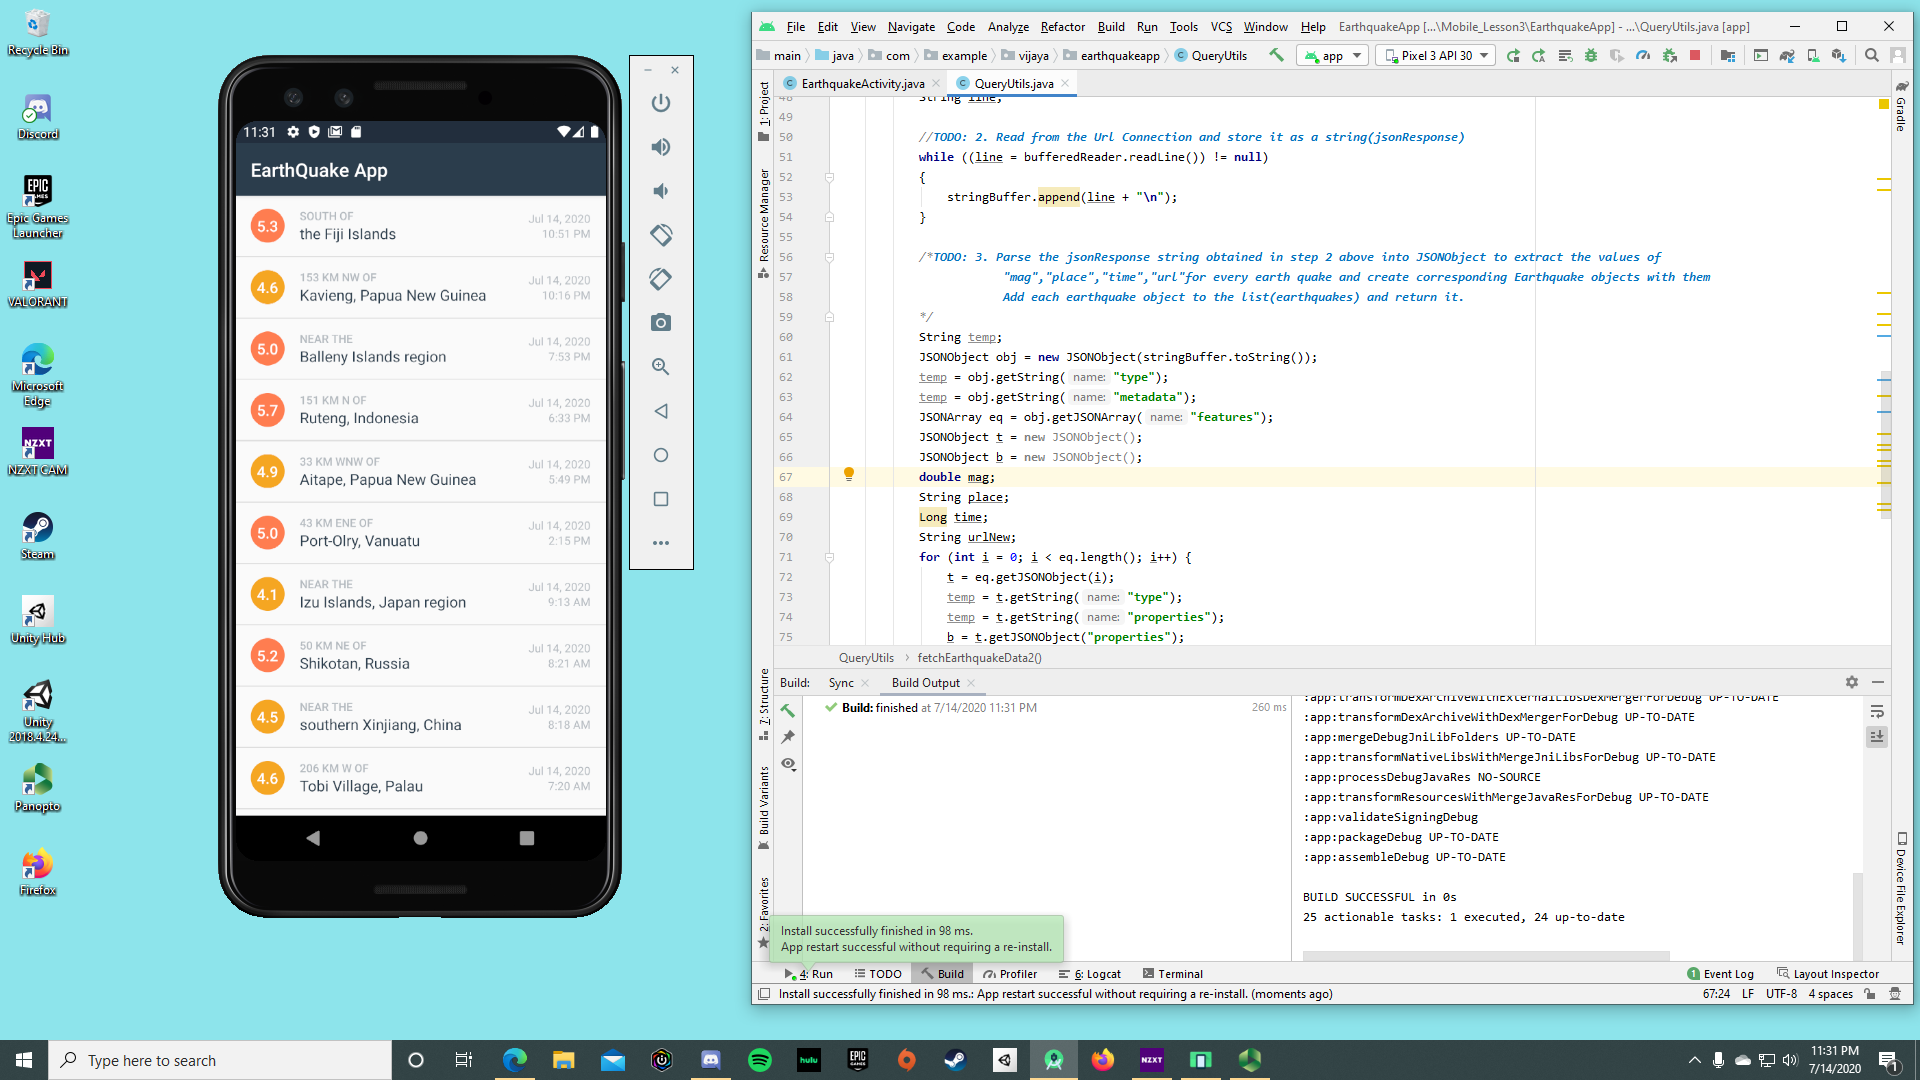 Recycle Bin
Discord
Epic Games
Launcher
VALORANT
Microsoft
Edge
NZXT
NZXT CAM
Steam
Unity Hub
Unity
2018.4.24...
Panopto
Firefox
11:31
EarthQuake App
5.3
SOUTH OF
the Fiji Islands
Jul 14, 2020
10:51 PM
4.6
153 KM NW OF
Kavieng, Papua New Guinea
Jul 14, 2020
10:16 PM
5.0
NEAR THE
Balleny Islands region
Jul 14, 2020
7:53 PM
5.7
151 KM N OF
Ruteng, Indonesia
Jul 14, 2020
6:33 PM
4.9
33 KM WNW OF
Aitape, Papua New Guinea
Jul 14, 2020
5:49 PM
5.0
43 KM ENE OF
Port-Olry, Vanuatu
Jul 14, 2020
2:15 PM
4.1
NEAR THE
Izu Islands, Japan region
Jul 14, 2020
9:13 AM
5.2
50 KM NE OF
Shikotan, Russia
Jul 14, 2020
8:21 AM
4.5
NEAR THE
southern Xinjiang, China
Jul 14, 2020
8:18 AM
4.6
206 KM W OF
Tobi Village, Palau
Jul 14, 2020
7:20 AM
File Edit View Navigate Code Analyze Refactor Build Run Tools VCS Window Help EarthquakeApp [...\Mobile_Lesson3\EarthquakeApp] - ...\QueryUtils.java [app]
main java com example vijaya earthquakeapp QueryUtils app Pixel 3 API 30
EarthquakeActivity.java QueryUtils.java
1: Project
Resource Manager
7: Structure
Build Variants
2: Favorites
Gradle
Device File Explorer
48 String line;
49
50 //TODO: 2. Read from the Url Connection and store it as a string(jsonResponse)
51 while ((line = bufferedReader.readLine()) != null)
52 {
53 stringBuffer.append(line + "\n");
54 }
55
56 /*TODO: 3. Parse the jsonResponse string obtained in step 2 above into JSONObject to extract the values of
57 "mag","place","time","url"for every earth quake and create corresponding Earthquake objects with them
58 Add each earthquake object to the list(earthquakes) and return it.
59 */
60 String temp;
61 JSONObject obj = new JSONObject(stringBuffer.toString());
62 temp = obj.getString( name: "type");
63 temp = obj.getString( name: "metadata");
64 JSONArray eq = obj.getJSONArray( name: "features");
65 JSONObject t = new JSONObject();
66 JSONObject b = new JSONObject();
67 double mag;
68 String place;
69 Long time;
70 String urlNew;
71 for (int i = 0; i < eq.length(); i++) {
72 t = eq.getJSONObject(i);
73 temp = t.getString( name: "type");
74 temp = t.getString( name: "properties");
75 b = t.getJSONObject("properties");
QueryUtils fetchEarthquakeData2()
Build: Sync Build Output
Build: finished at 7/14/2020 11:31 PM 260 ms
:app:transformDexArchiveWithExternalLibsDexMergerForDebug UP-TO-DATE
:app:transformDexArchiveWithDexMergerForDebug UP-TO-DATE
:app:mergeDebugJniLibFolders UP-TO-DATE
:app:transformNativeLibsWithMergeJniLibsForDebug UP-TO-DATE
:app:processDebugJavaRes NO-SOURCE
:app:transformResourcesWithMergeJavaResForDebug UP-TO-DATE
:app:validateSigningDebug
:app:packageDebug UP-TO-DATE
:app:assembleDebug UP-TO-DATE
BUILD SUCCESSFUL in 0s
25 actionable tasks: 1 executed, 24 up-to-date
Install successfully finished in 98 ms.
App restart successful without requiring a re-install.
4: Run TODO Build Profiler 6: Logcat Terminal 1 Event Log Layout Inspector
Install successfully finished in 98 ms.: App restart successful without requiring a re-install. (moments ago) 67:24 LF UTF-8 4 spaces
Type here to search
hulu
EPIC GAMES
NZXT
11:31 PM
7/14/2020
1